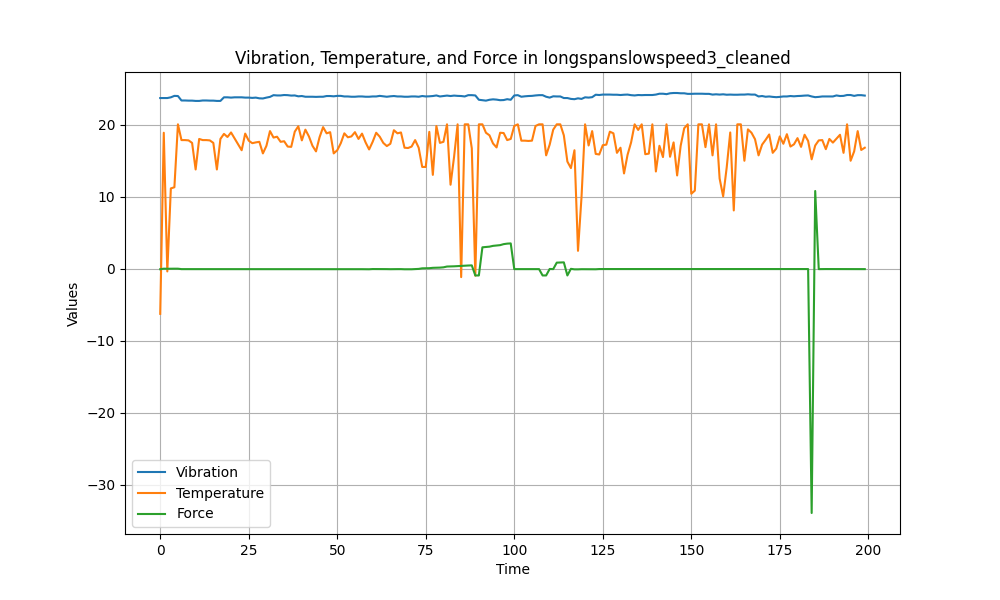 Vibration, Temperature, and Force in longspanslowspeed3_cleaned
Values
20
10
0
−10
−20
−30
Vibration
Temperature
Force
0 25 50 75 100 125 150 175 200
Time